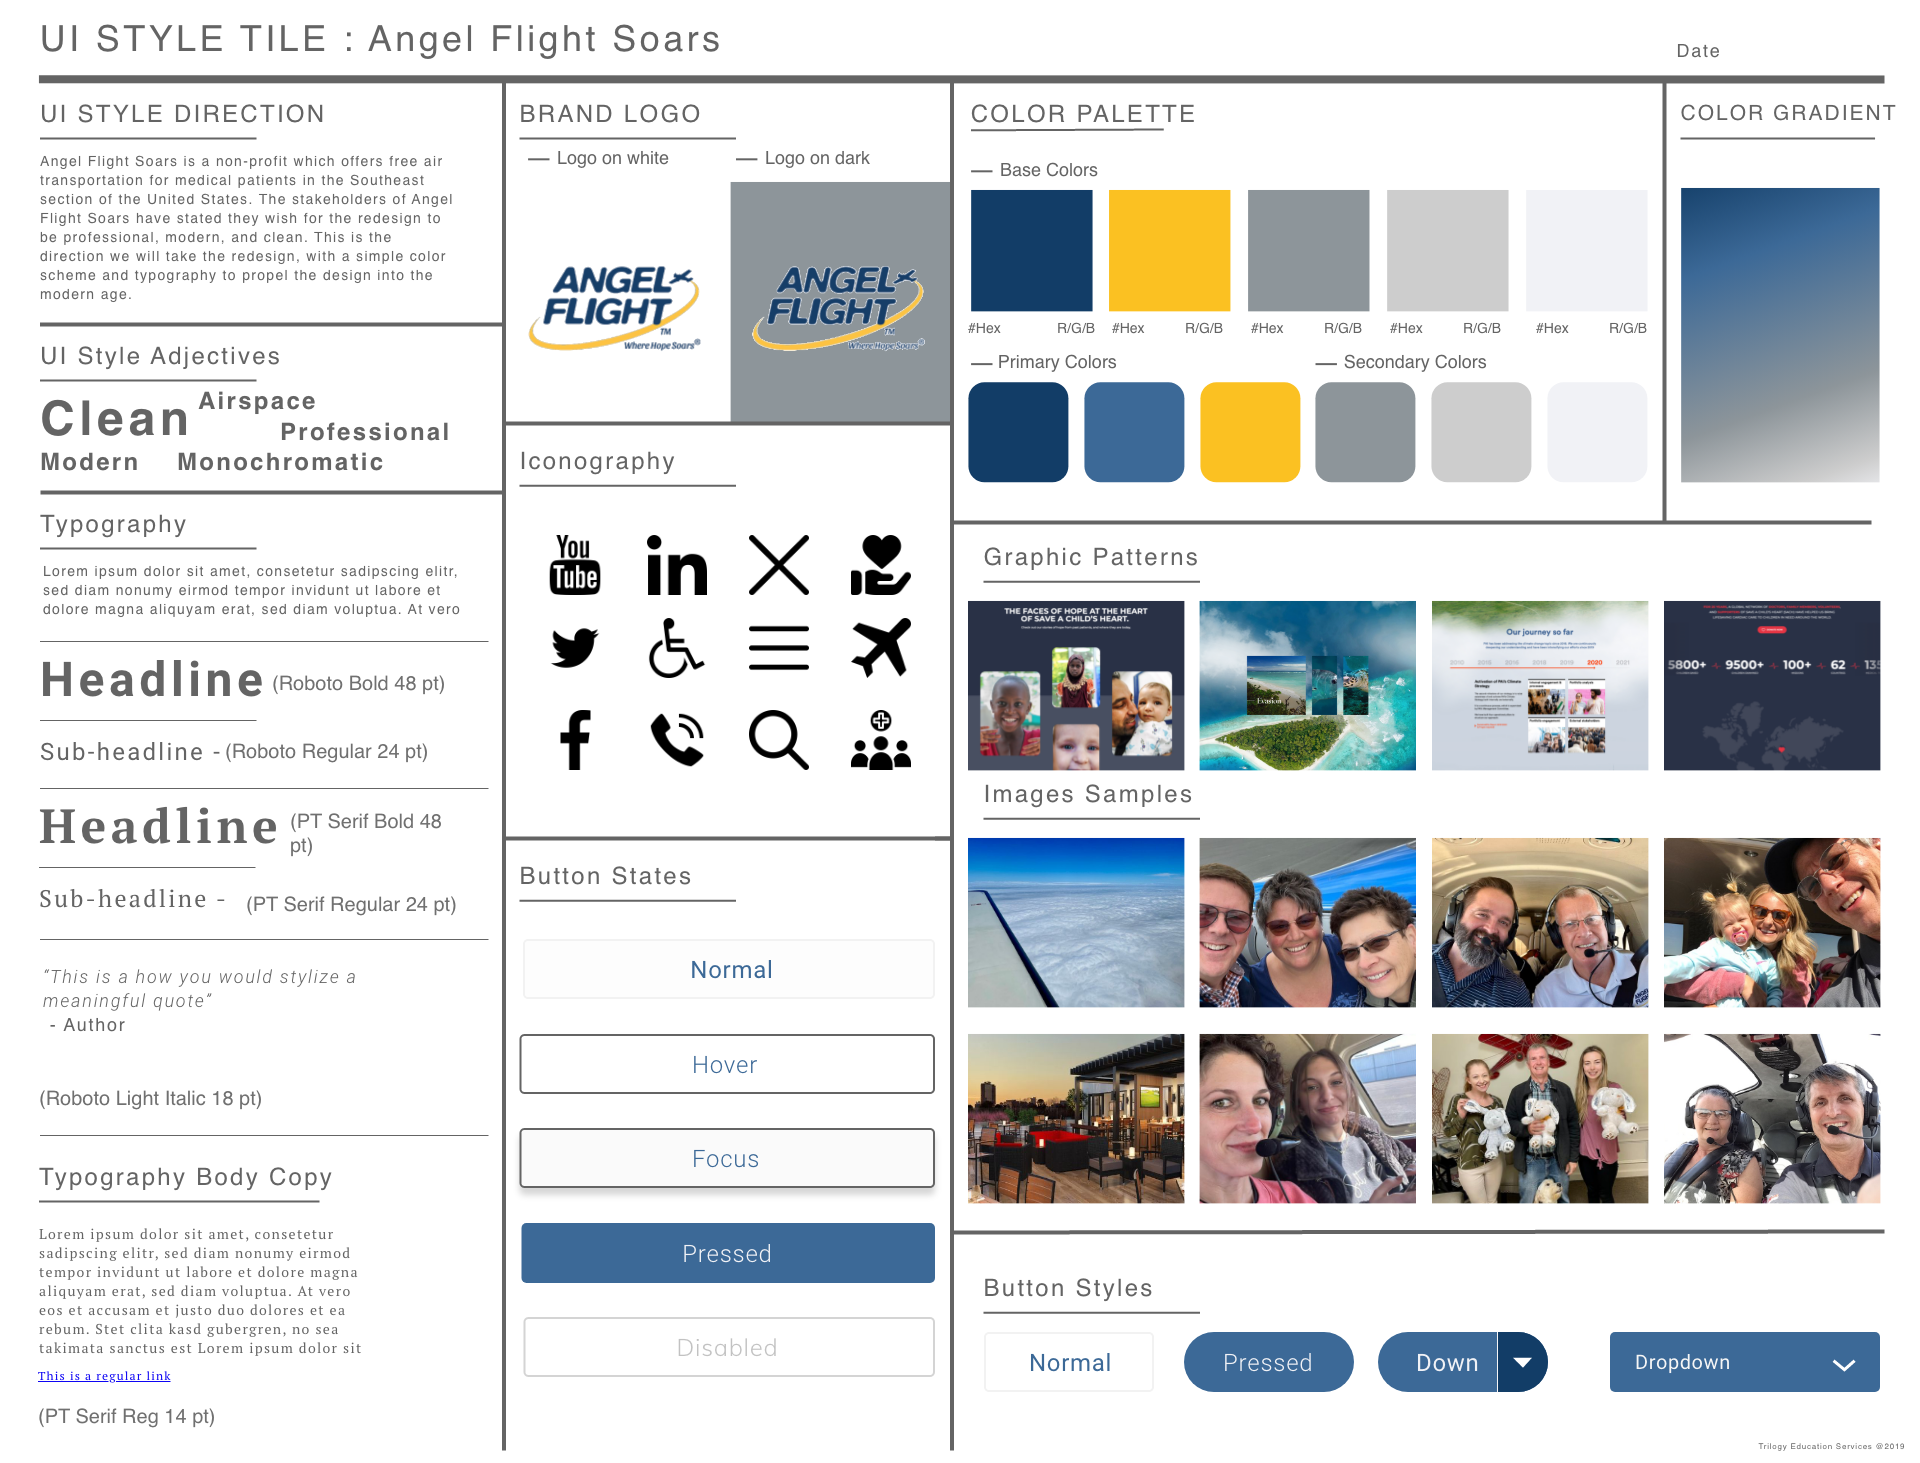 UI STYLE TILE : Angel Flight Soars
Date
UI STYLE DIRECTION
Angel Flight Soars is a non-profit which offers free air
transportation for medical patients in the Southeast
section of the United States. The stakeholders of Angel
Flight Soars have stated they wish for the redesign to
be professional, modern, and clean. This is the
direction we will take the redesign, with a simple color
scheme and typography to propel the design into the
modern age.
UI Style Adjectives
Clean
Airspace
Professional
Modern
Monochromatic
Typography
Lorem ipsum dolor sit amet, consetetur sadipscing elitr,
sed diam nonumy eirmod tempor invidunt ut labore et
dolore magna aliquyam erat, sed diam voluptua. At vero
Headline (Roboto Bold 48 pt)
Sub-headline - (Roboto Regular 24 pt)
Headline (PT Serif Bold 48
pt)
Sub-headline - (PT Serif Regular 24 pt)
"This is a how you would stylize a
meaningful quote"
- Author
(Roboto Light Italic 18 pt)
Typography Body Copy
Lorem ipsum dolor sit amet, consetetur
sadipscing elitr, sed diam nonumy eirmod
tempor invidunt ut labore et dolore magna
aliquyam erat, sed diam voluptua. At vero
eos et accusam et justo duo dolores et ea
rebum. Stet clita kasd gubergren, no sea
takimata sanctus est Lorem ipsum dolor sit
This is a regular link
(PT Serif Reg 14 pt)
BRAND LOGO
Logo on white
Logo on dark
ANGEL
FLIGHT
TM
Where Hope Soars®
ANGEL
FLIGHT
TM
Where Hope Soars®
Iconography
You
Tube
in
Button States
Normal
Hover
Focus
Pressed
Disabled
COLOR PALETTE
Base Colors
#Hex R/G/B #Hex R/G/B #Hex R/G/B #Hex R/G/B #Hex R/G/B
Primary Colors
Secondary Colors
COLOR GRADIENT
Graphic Patterns
THE FACES OF HOPE AT THE HEART
OF SAVE A CHILD'S HEART.
Evasion
Our journey so far
2020 2021
5800+ 9500+ 100+ 62 135
Images Samples
Button Styles
Normal
Pressed
Down
Dropdown
Trilogy Education Services @2019